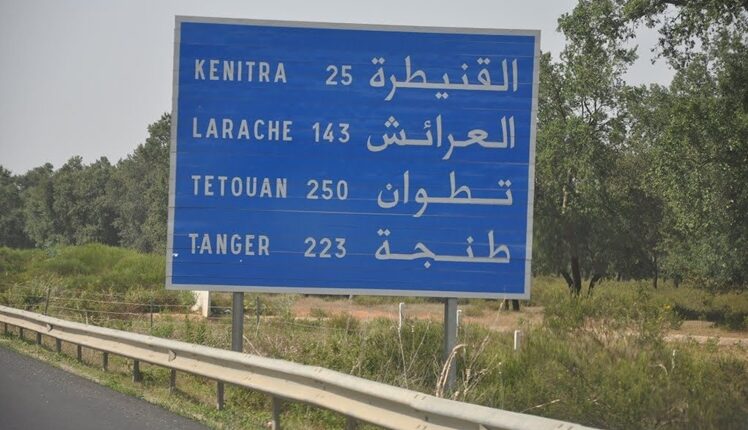 KENITRA 25 القنيطرة
LARACHE 143 العرائش
TETOUAN 250 تطوان
TANGER 223 طنجة